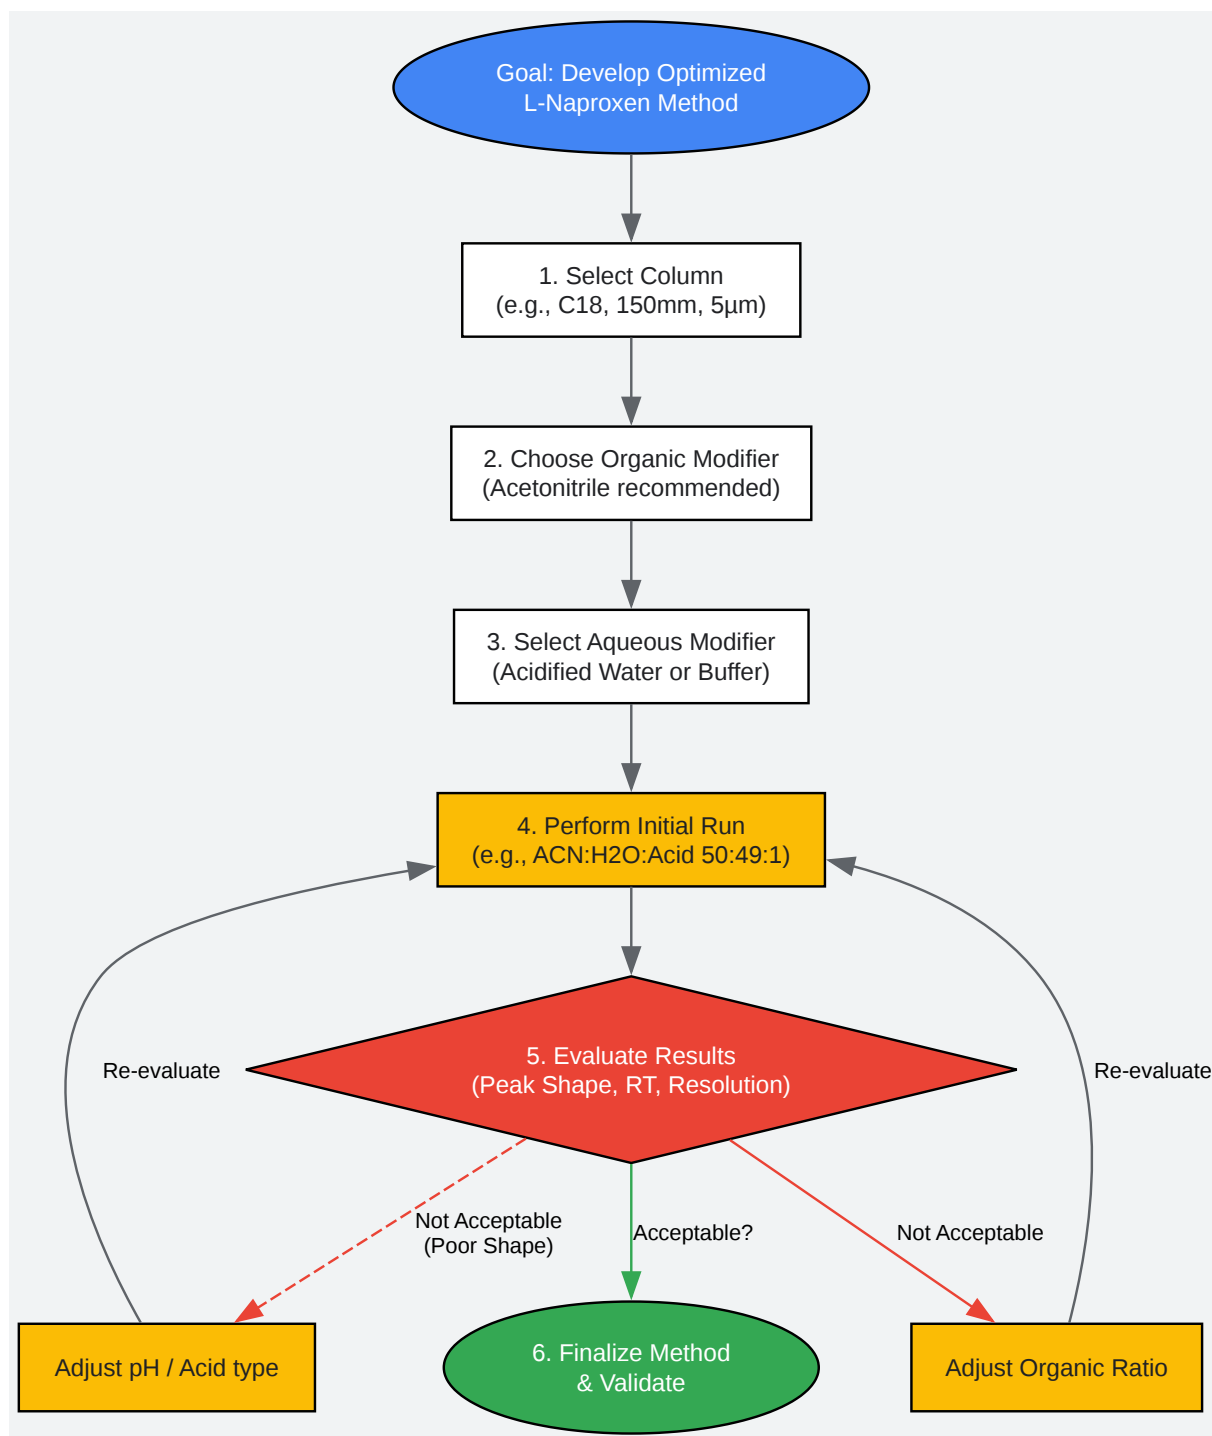 Goal: Develop Optimized
L-Naproxen Method
1. Select Column
(e.g., C18, 150mm, 5µm)
2. Choose Organic Modifier
(Acetonitrile recommended)
3. Select Aqueous Modifier
(Acidified Water or Buffer)
4. Perform Initial Run
(e.g., ACN:H2O:Acid 50:49:1)
5. Evaluate Results
(Peak Shape, RT, Resolution)
Re-evaluate
Re-evaluate
Not Acceptable
(Poor Shape)
Acceptable?
Not Acceptable
Adjust pH / Acid type
6. Finalize Method
& Validate
Adjust Organic Ratio